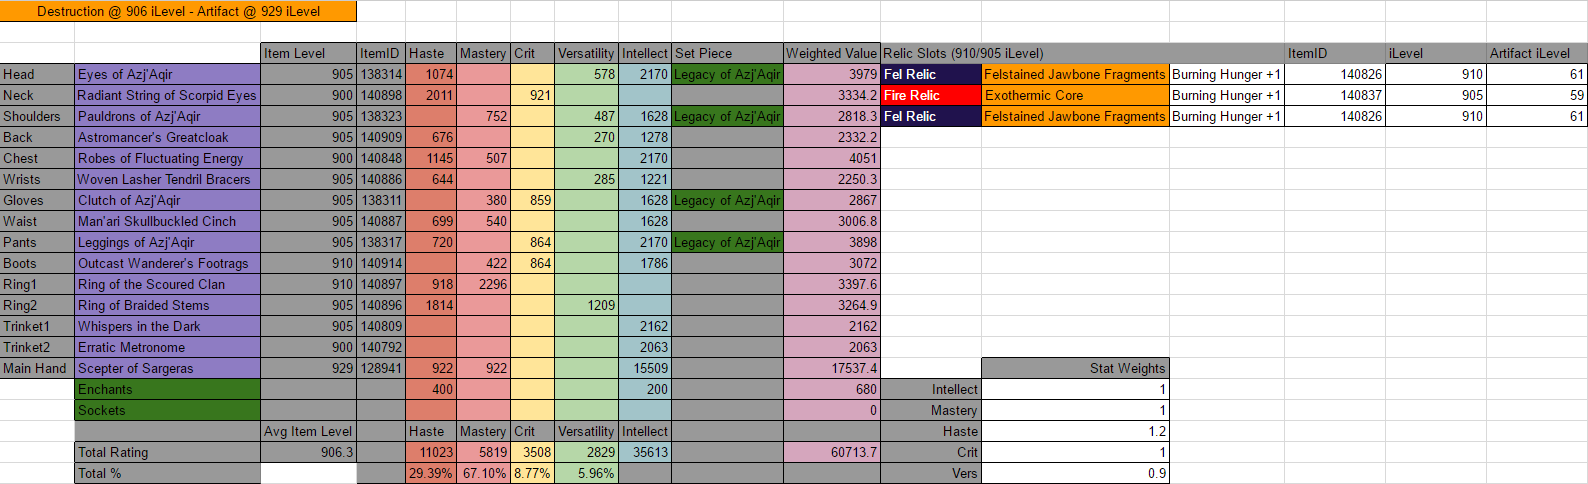 Destruction @ 906 iLevel - Artifact @ 929 iLevel
Item Level ItemID Haste Mastery Crit Versatility Intellect Set Piece Weighted Value Relic Slots (910/905 iLevel) ItemID iLevel Artifact iLevel
Head Eyes of Azj'Aqir 905 138314 1074 578 2170 Legacy of Azj'Aqir 3979 Fel Relic Felstained Jawbone Fragments Burning Hunger +1 140826 910 61
Neck Radiant String of Scorpid Eyes 900 140898 2011 921 3334.2 Fire Relic Exothermic Core Burning Hunger +1 140837 905 59
Shoulders Pauldrons of Azj'Aqir 905 138323 752 487 1628 Legacy of Azj'Aqir 2818.3 Fel Relic Felstained Jawbone Fragments Burning Hunger +1 140826 910 61
Back Astromancer's Greatcloak 905 140909 676 270 1278 2332.2
Chest Robes of Fluctuating Energy 900 140848 1145 507 2170 4051
Wrists Woven Lasher Tendril Bracers 905 140886 644 285 1221 2250.3
Gloves Clutch of Azj'Aqir 905 138311 380 859 1628 Legacy of Azj'Aqir 2867
Waist Man'ari Skullbuckled Cinch 905 140887 699 540 1628 3006.8
Pants Leggings of Azj'Aqir 905 138317 720 864 2170 Legacy of Azj'Aqir 3898
Boots Outcast Wanderer's Footrags 910 140914 422 864 1786 3072
Ring1 Ring of the Scoured Clan 910 140897 918 2296 3397.6
Ring2 Ring of Braided Stems 905 140896 1814 1209 3264.9
Trinket1 Whispers in the Dark 905 140809 2162 2162
Trinket2 Erratic Metronome 900 140792 2063 2063
Main Hand Scepter of Sargeras 929 128941 922 922 15509 17537.4 Stat Weights
Enchants 400 200 680 Intellect 1
Sockets 0 Mastery 1
Avg Item Level Haste Mastery Crit Versatility Intellect Haste 1.2
Total Rating 906.3 11023 5819 3508 2829 35613 60713.7 Crit 1
Total % 29.39% 67.10% 8.77% 5.96% Vers 0.9